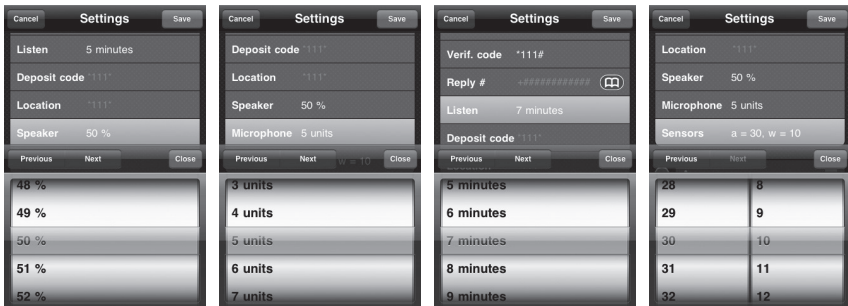 Cancel Settings Save
Listen 5 minutes
Deposit code "111"
Location "111"
Speaker 50 %
Previous Next Close
48 %
49 %
50 %
51 %
52 %
Cancel Settings Save
Deposit code "111"
Location "111"
Speaker 50 %
Microphone 5 units
w = 10
Previous Next Close
3 units
4 units
5 units
6 units
7 units
Cancel Settings Save
Verif. code *111#
Reply # +############
Listen 7 minutes
Deposit code "111"
Previous Next Close
5 minutes
6 minutes
7 minutes
8 minutes
9 minutes
Cancel Settings Save
Location "111"
Speaker 50 %
Microphone 5 units
Sensors a = 30, w = 10
Previous Next Close
28 8
29 9
30 10
31 11
32 12